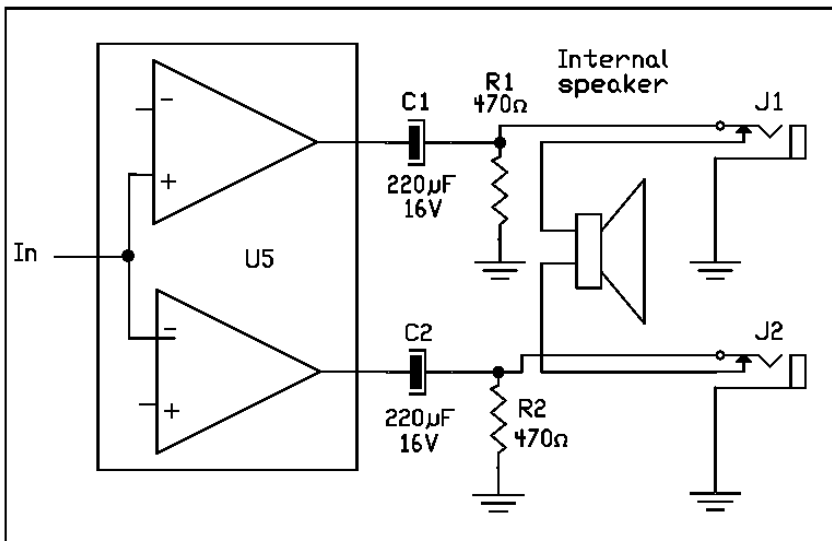 Internal
speaker
R1
470Ω
C1
J1
−
+
220µF
16V
In
U5
−
+
C2
J2
220µF
16V
R2
470Ω